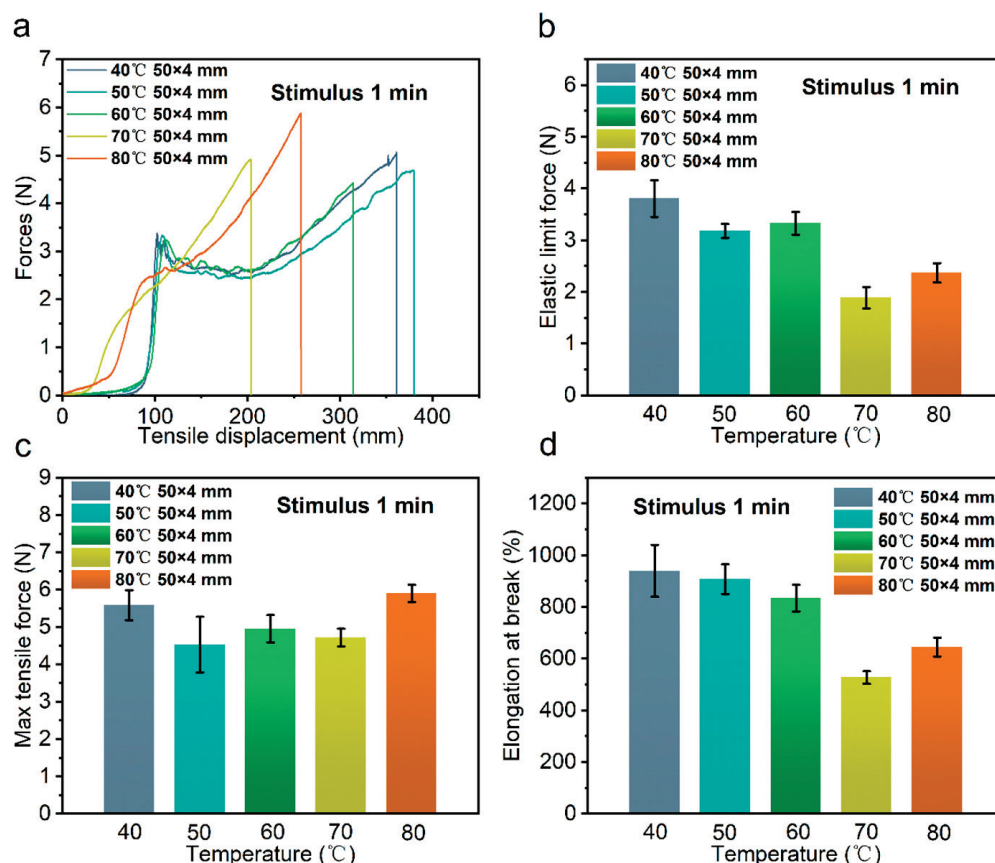 a
7
6
5
4
3
2
1
0
Forces (N)
40℃ 50×4 mm
50℃ 50×4 mm
60℃ 50×4 mm
70℃ 50×4 mm
80℃ 50×4 mm
Stimulus 1 min
0 100 200 300 400
Tensile displacement (mm)
b
6
5
4
3
2
1
0
Elastic limit force (N)
40℃ 50×4 mm
50℃ 50×4 mm
60℃ 50×4 mm
70℃ 50×4 mm
80℃ 50×4 mm
Stimulus 1 min
40 50 60 70 80
Temperature (℃)
c
9
8
7
6
5
4
3
2
1
0
Max tensile force (N)
40℃ 50×4 mm
50℃ 50×4 mm
60℃ 50×4 mm
70℃ 50×4 mm
80℃ 50×4 mm
Stimulus 1 min
40 50 60 70 80
Temperature (℃)
d
1200
1000
800
600
400
200
0
Elongation at break (%)
Stimulus 1 min
40℃ 50×4 mm
50℃ 50×4 mm
60℃ 50×4 mm
70℃ 50×4 mm
80℃ 50×4 mm
40 50 60 70 80
Temperature (℃)